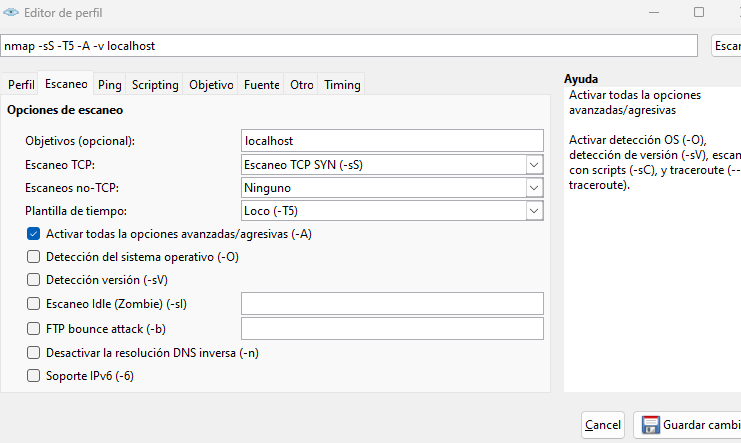 Editor de perfil
nmap -sS -T5 -A -v localhost
Escan
Perfil Escaneo Ping Scripting Objetivo Fuente Otro Timing
Opciones de escaneo
Objetivos (opcional): localhost
Escaneo TCP: Escaneo TCP SYN (-sS)
Escaneos no-TCP: Ninguno
Plantilla de tiempo: Loco (-T5)
Activar todas la opciones avanzadas/agresivas (-A)
Detección del sistema operativo (-O)
Detección versión (-sV)
Escaneo Idle (Zombie) (-sI)
FTP bounce attack (-b)
Desactivar la resolución DNS inversa (-n)
Soporte IPv6 (-6)
Ayuda
Activar todas la opciones
avanzadas/agresivas
Activar detección OS (-O),
detección de versión (-sV), escan
con scripts (-sC), y traceroute (--
traceroute).
Cancel
Guardar cambi